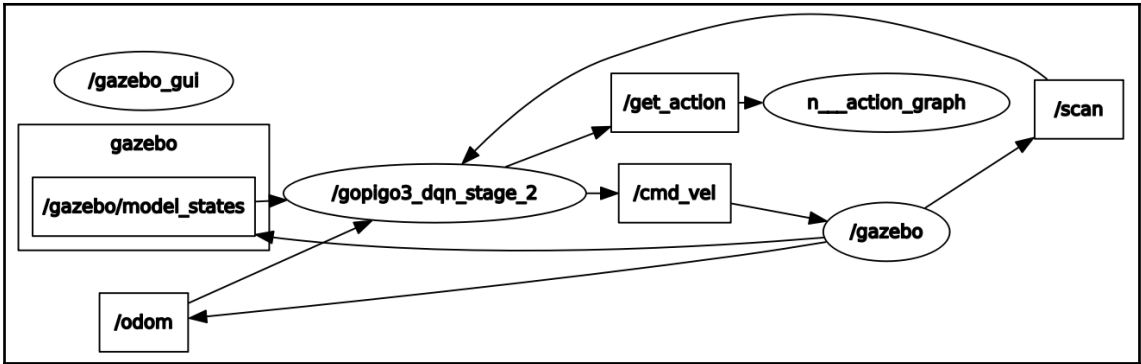 /gazebo_gui
/get_action
n___action_graph
/scan
gazebo
/gazebo/model_states
/gopigo3_dqn_stage_2
/cmd_vel
/gazebo
/odom